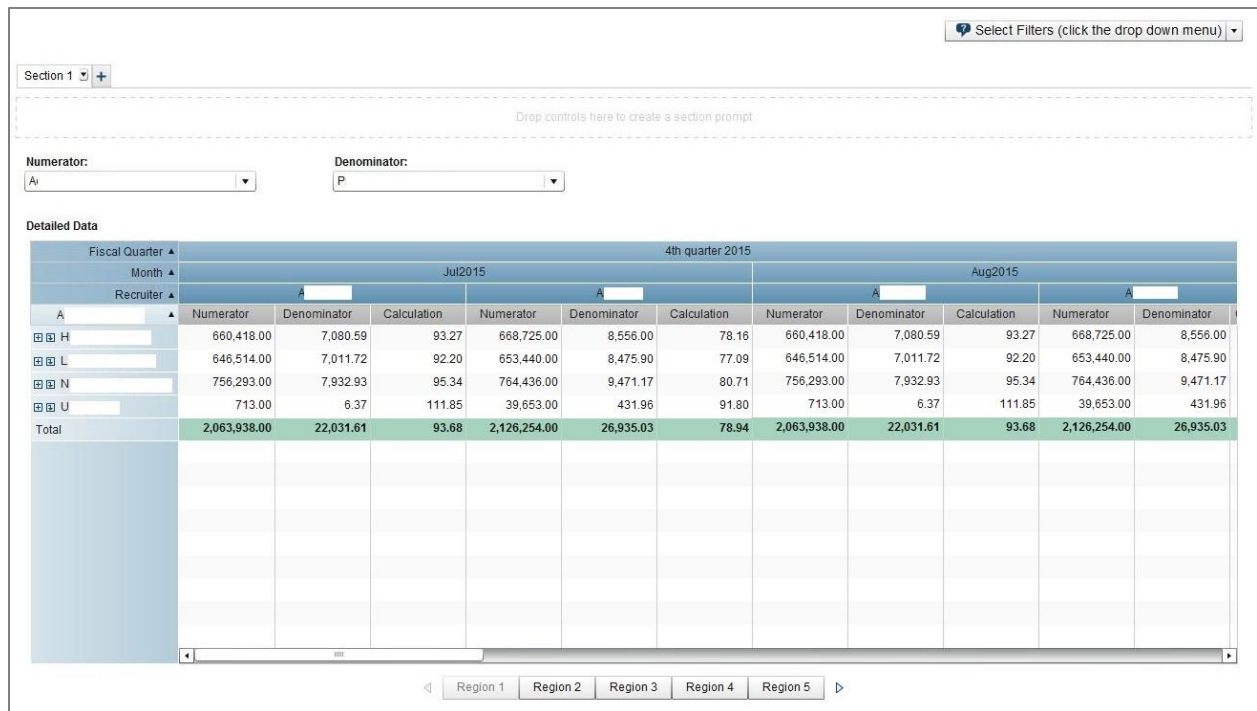 Select Filters (click the drop down menu)
Section 1 +
Drop controls here to create a section prompt
Numerator: Denominator:
A P
Detailed Data
Fiscal Quarter 4th quarter 2015
Month Jul2015 Aug2015
Recruiter A A A A
A Numerator Denominator Calculation Numerator Denominator Calculation Numerator Denominator Calculation Numerator Denominator
H 660,418.00 7,080.59 93.27 668,725.00 8,556.00 78.16 660,418.00 7,080.59 93.27 668,725.00 8,556.00
L 646,514.00 7,011.72 92.20 653,440.00 8,475.90 77.09 646,514.00 7,011.72 92.20 653,440.00 8,475.90
N 756,293.00 7,932.93 95.34 764,436.00 9,471.17 80.71 756,293.00 7,932.93 95.34 764,436.00 9,471.17
U 713.00 6.37 111.85 39,653.00 431.96 91.80 713.00 6.37 111.85 39,653.00 431.96
Total 2,063,938.00 22,031.61 93.68 2,126,254.00 26,935.03 78.94 2,063,938.00 22,031.61 93.68 2,126,254.00 26,935.03
Region 1 Region 2 Region 3 Region 4 Region 5